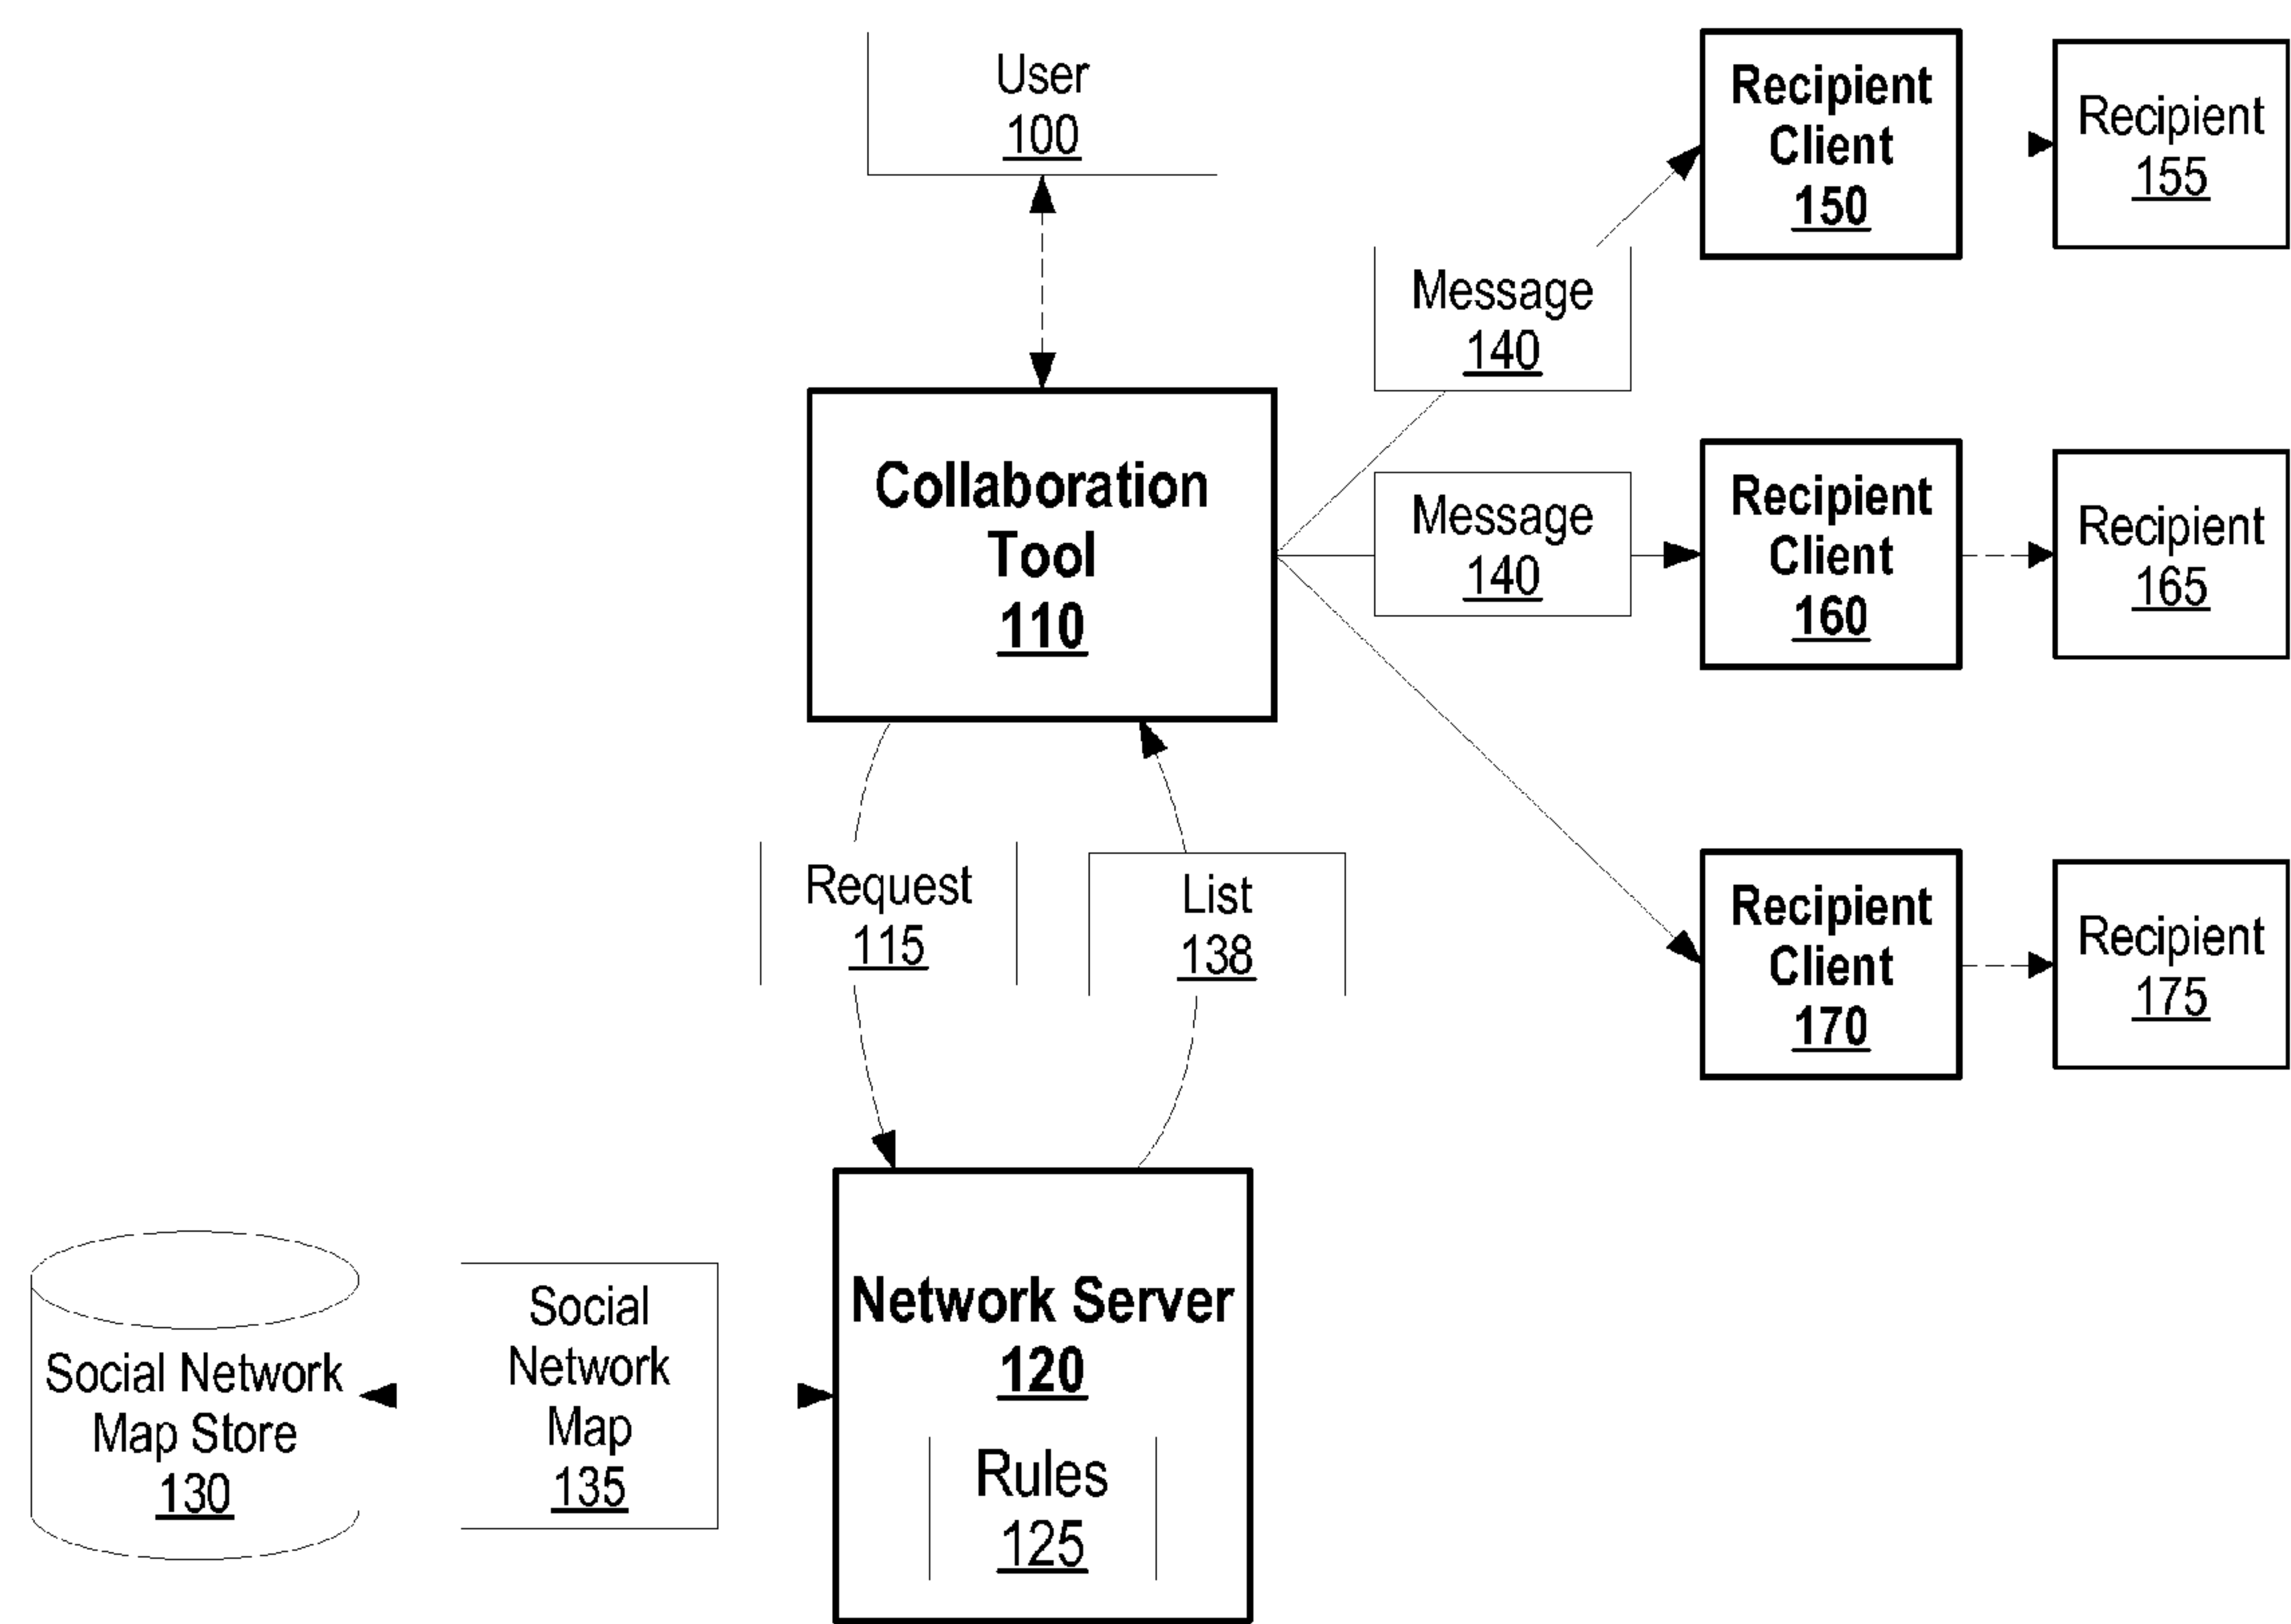 User
100
Recipient
Client
150
Recipient
155
Message
140
Collaboration
Tool
110
Message
140
Recipient
Client
160
Recipient
165
Request
115
List
138
Recipient
Client
170
Recipient
175
Social Network
Map Store
130
Social
Network
Map
135
Network Server
120
Rules
125